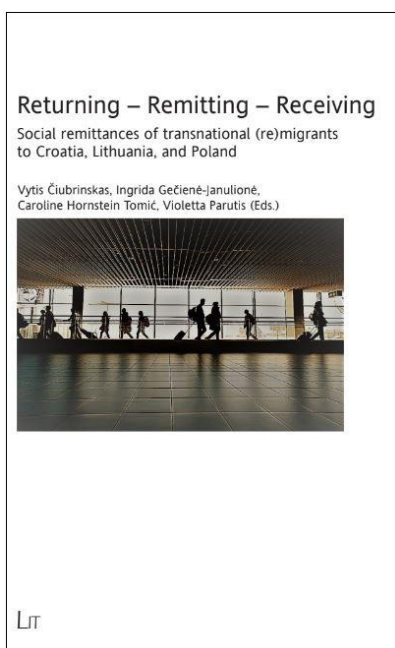 Returning – Remitting – Receiving
Social remittances of transnational (re)migrants
to Croatia, Lithuania, and Poland
Vytis Čiubrinskas, Ingrida Gečienė-Janulionė,
Caroline Hornstein Tomić, Violetta Parutis (Eds.)
LIT